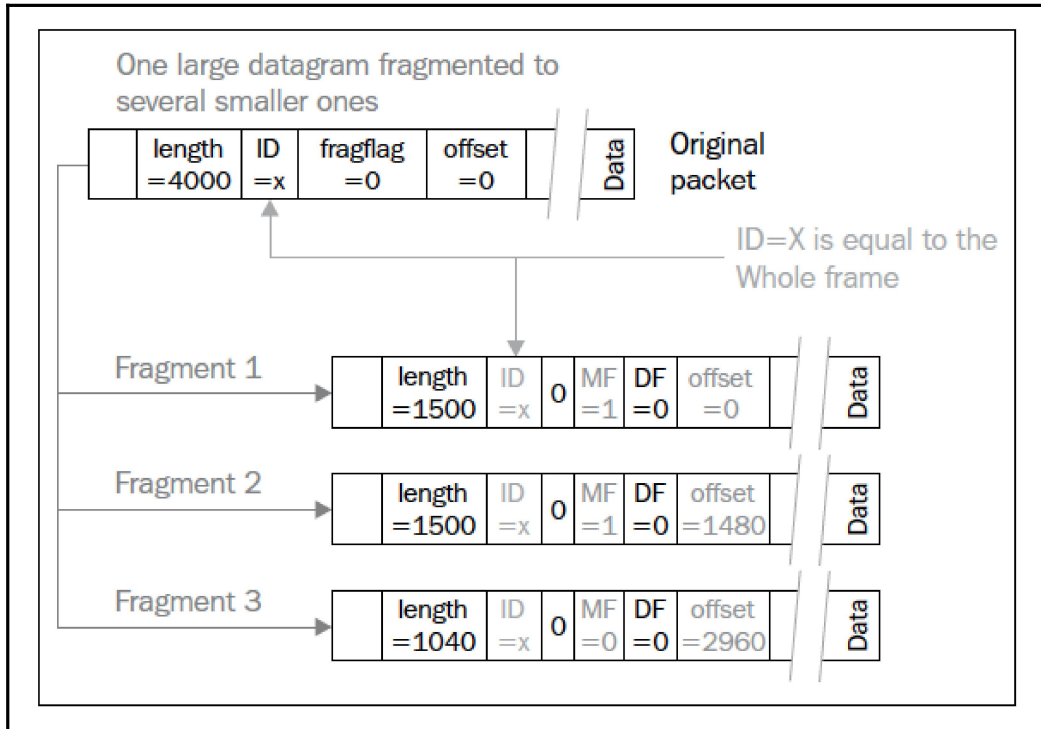 One large datagram fragmented to
several smaller ones
length ID fragflag offset
=4000 =x =0 =0 Data
Original
packet
ID=X is equal to the
Whole frame
Fragment 1
length ID 0 MF DF offset
=1500 =x =1 =0 =0 Data
Fragment 2
length ID 0 MF DF offset
=1500 =x =1 =0 =1480 Data
Fragment 3
length ID 0 MF DF offset
=1040 =x =0 =0 =2960 Data